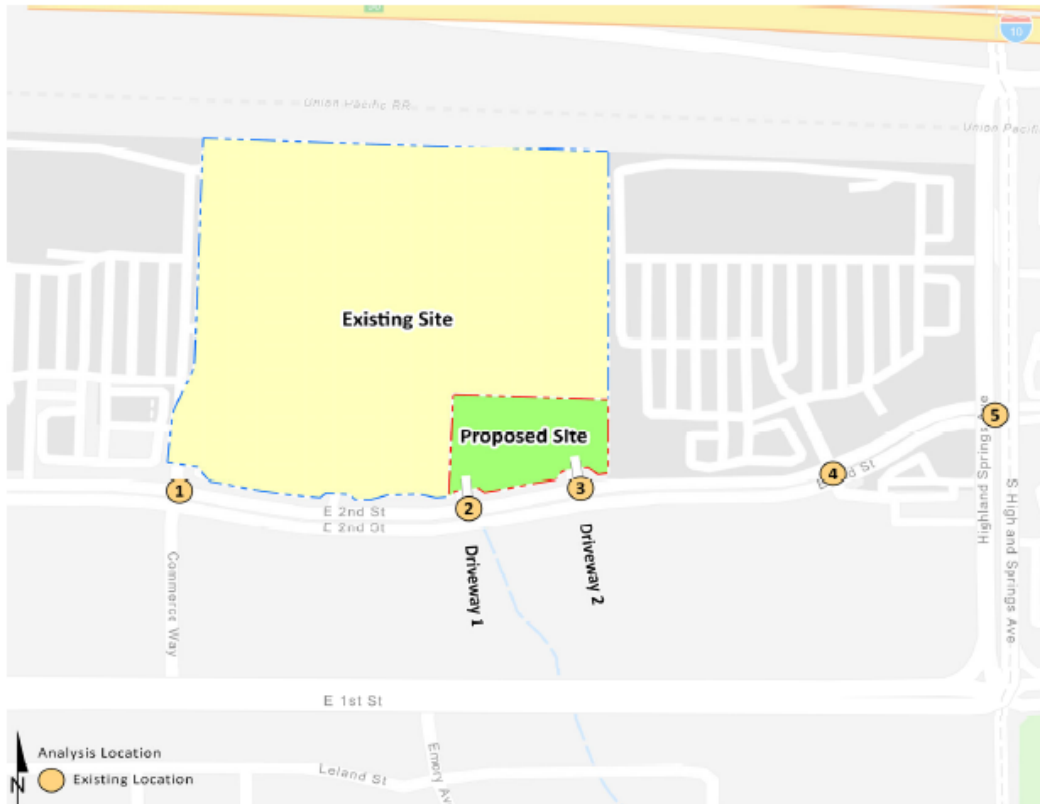 10
Union Pacific RR
Union Pacific
Existing Site
Proposed Site
Highland Springs Ave
5
4
1
3
2
E 2nd St
E 2nd St
Driveway 1
Driveway 2
S High and Springs Ave
Commerce Way
E 1st St
Analysis Location
N
Existing Location
Leland St
Emory Av